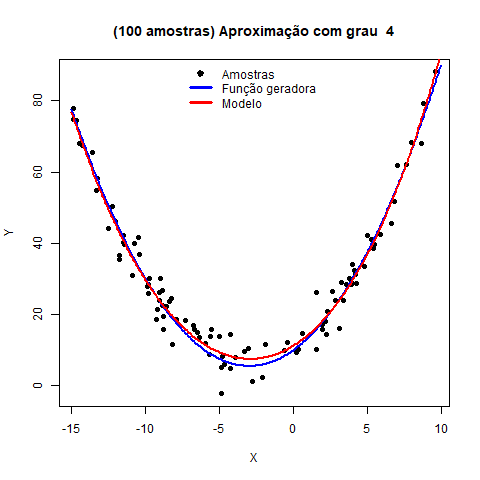 (100 amostras) Aproximação com grau  4
Amostras
Função geradora
Modelo
Y
80
60
40
20
0
-15 -10 -5 0 5 10
X